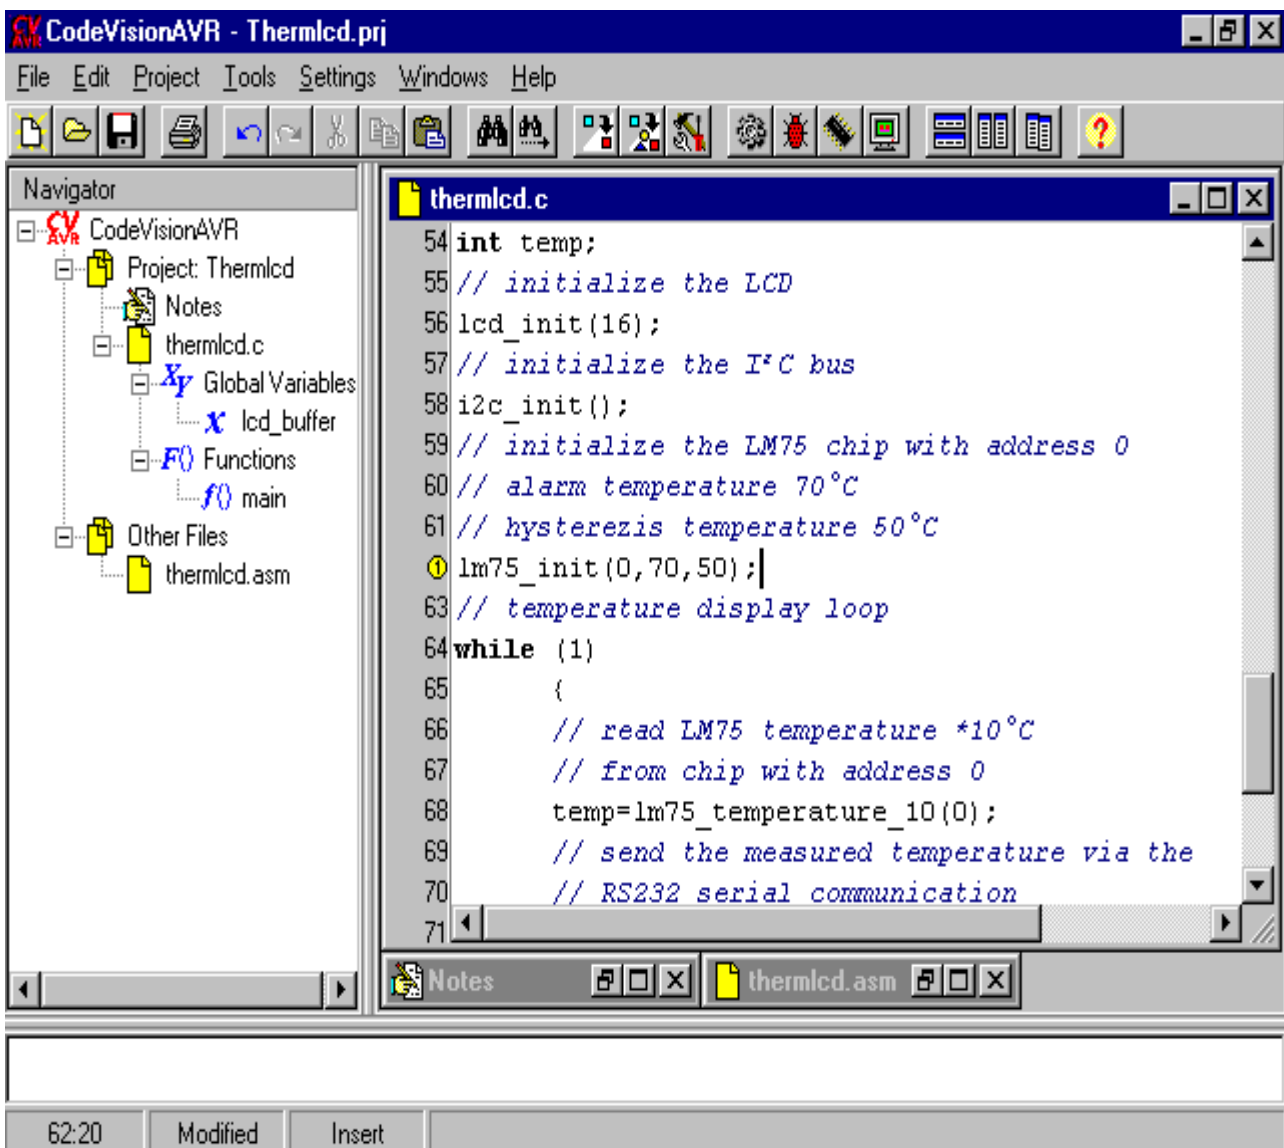 CodeVisionAVR - Thermlcd.prj
File Edit Project Tools Settings Windows Help
Navigator
CodeVisionAVR
Project: Thermlcd
Notes
thermlcd.c
Global Variables
lcd_buffer
Functions
main
Other Files
thermlcd.asm
thermlcd.c
54 int temp;
55 // initialize the LCD
56 lcd_init(16);
57 // initialize the I²C bus
58 i2c_init();
59 // initialize the LM75 chip with address 0
60 // alarm temperature 70°C
61 // hysterezis temperature 50°C
1 lm75_init(0,70,50);
63 // temperature display loop
64 while (1)
65 {
66 // read LM75 temperature *10°C
67 // from chip with address 0
68 temp=lm75_temperature_10(0);
69 // send the measured temperature via the
70 // RS232 serial communication
71
Notes
thermlcd.asm
62:20 Modified Insert